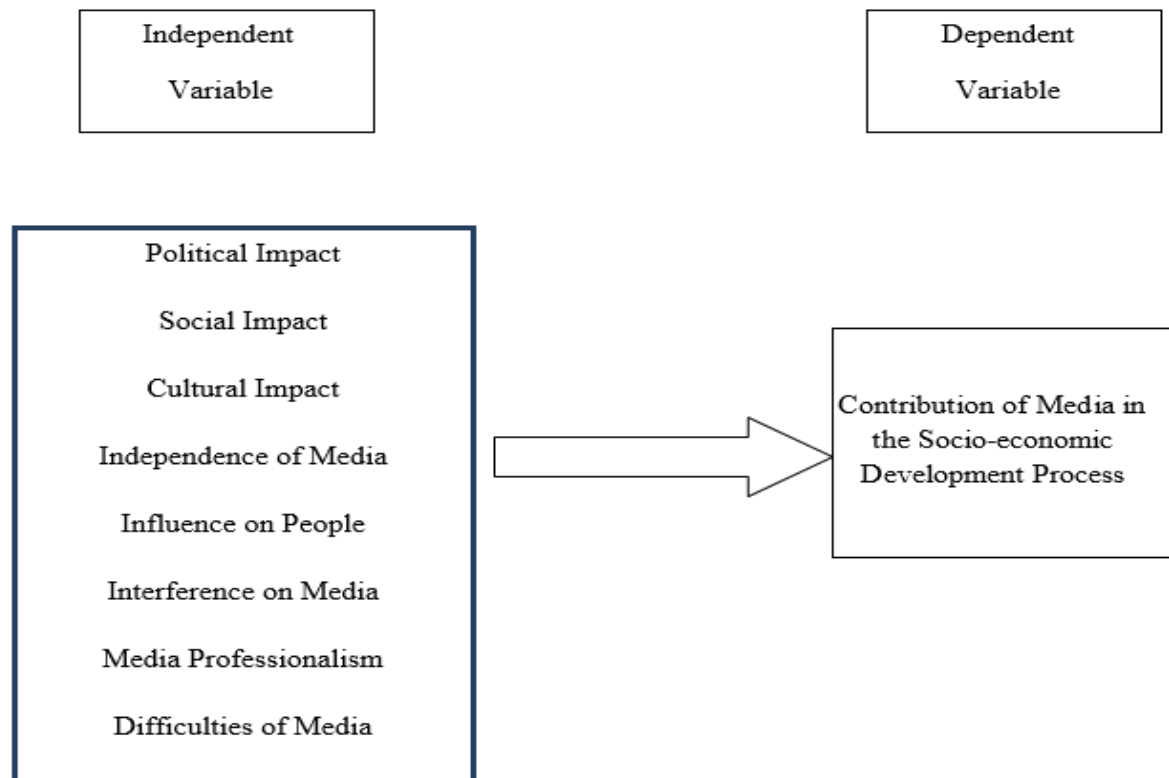 Independent
Variable
Dependent
Variable
Political Impact
Social Impact
Cultural Impact
Independence of Media
Influence on People
Interference on Media
Media Professionalism
Difficulties of Media
Contribution of Media in
the Socio-economic
Development Process